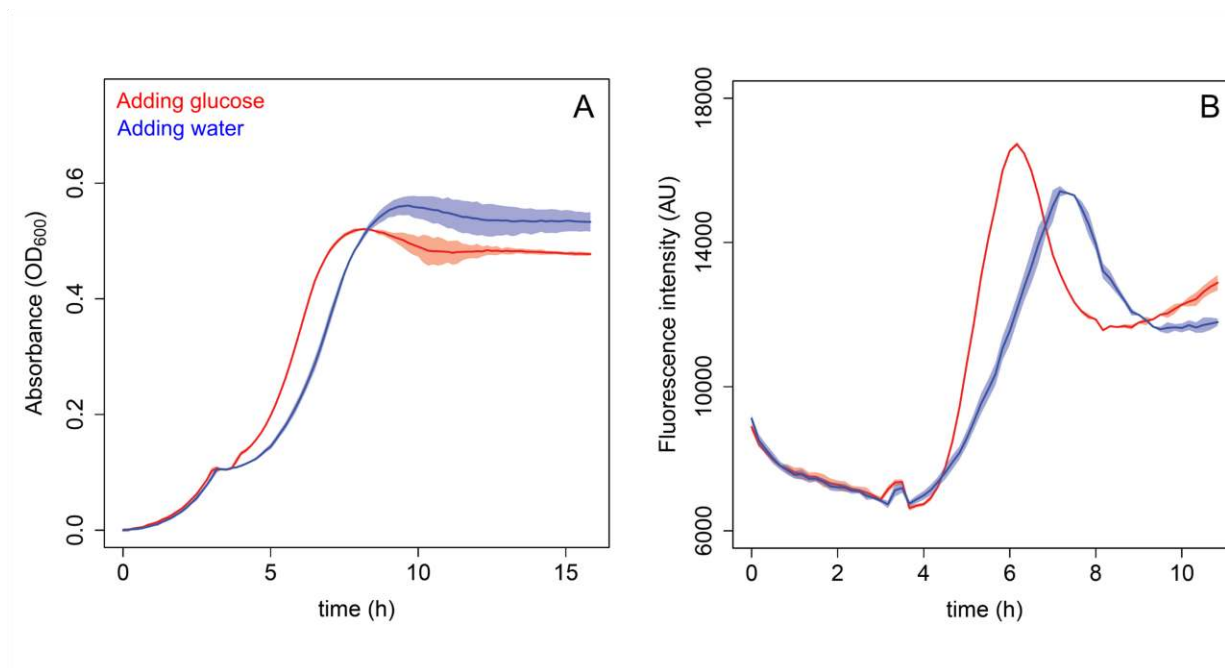 Adding glucose
Adding water
A
Absorbance (OD600)
0.0
0.2
0.4
0.6
0
5
10
15
time (h)
B
Fluorescence intensity (AU)
6000
10000
14000
18000
0
2
4
6
8
10
time (h)